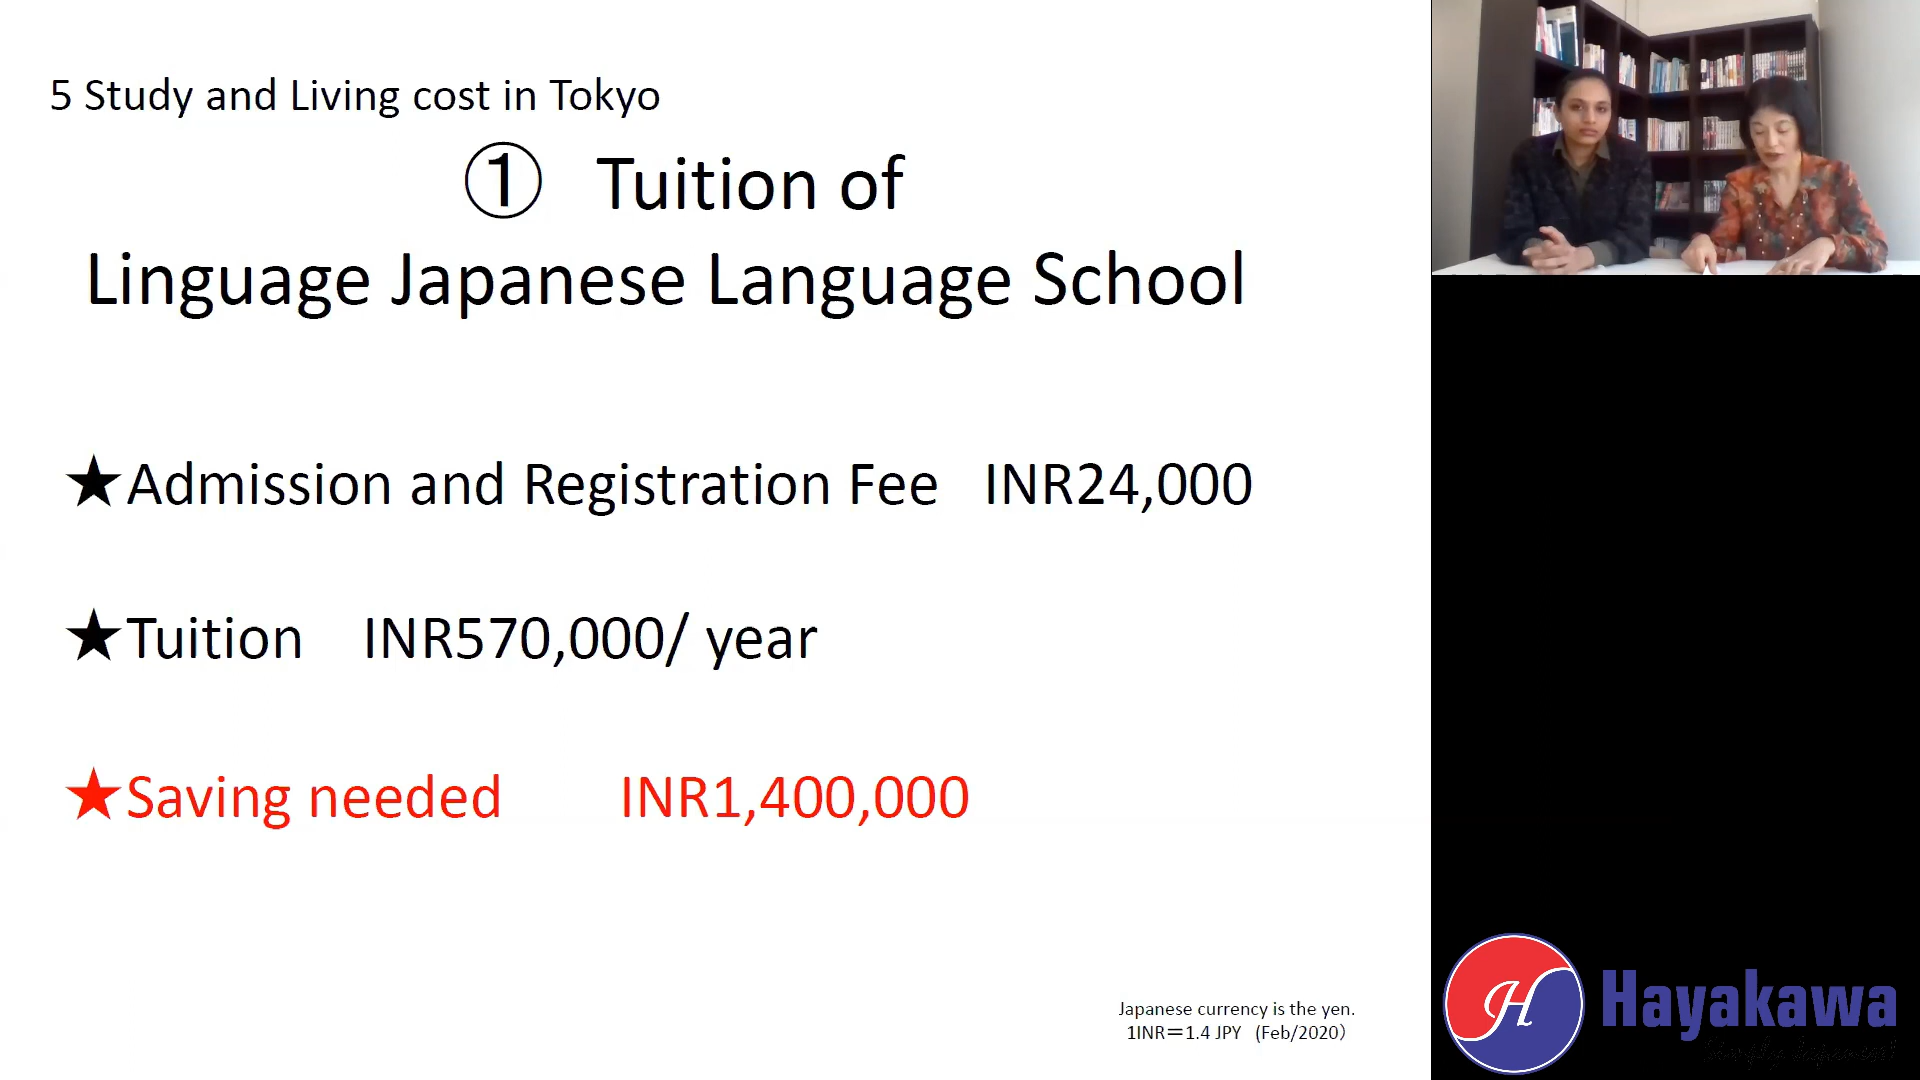 5 Study and Living cost in Tokyo
① Tuition of
Linguage Japanese Language School
★Admission and Registration Fee INR24,000
★Tuition INR570,000/ year
★Saving needed INR1,400,000
Japanese currency is the yen.
1INR＝1.4 JPY (Feb/2020）
H
Hayakawa
Simply Japanese!